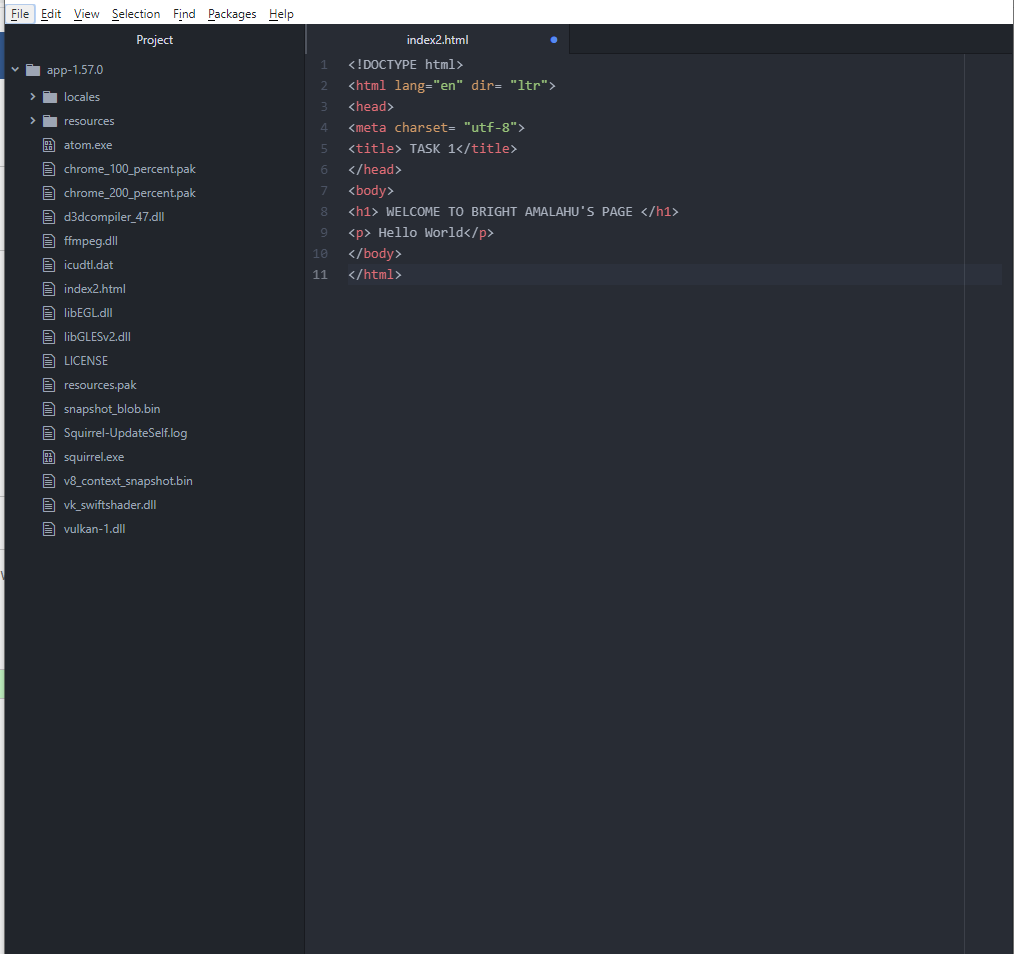 File Edit View Selection Find Packages Help
Project
app-1.57.0
locales
resources
atom.exe
chrome_100_percent.pak
chrome_200_percent.pak
d3dcompiler_47.dll
ffmpeg.dll
icudtl.dat
index2.html
libEGL.dll
libGLESv2.dll
LICENSE
resources.pak
snapshot_blob.bin
Squirrel-UpdateSelf.log
squirrel.exe
v8_context_snapshot.bin
vk_swiftshader.dll
vulkan-1.dll
index2.html
1 <!DOCTYPE html>
2 <html lang="en" dir= "ltr">
3 <head>
4 <meta charset= "utf-8">
5 <title> TASK 1</title>
6 </head>
7 <body>
8 <h1> WELCOME TO BRIGHT AMALAHU'S PAGE </h1>
9 <p> Hello World</p>
10 </body>
11 </html>